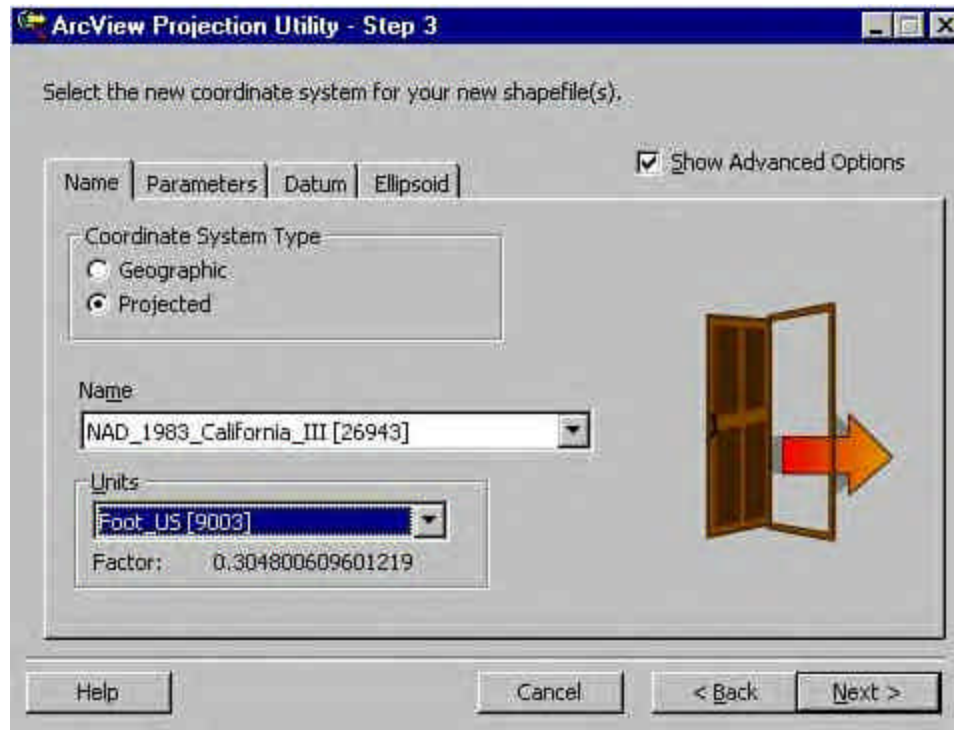 ArcView Projection Utility - Step 3
Select the new coordinate system for your new shapefile(s).
Show Advanced Options
Name Parameters Datum Ellipsoid
Coordinate System Type
Geographic
Projected
Name
NAD_1983_California_III [26943]
Units
Foot_US [9003]
Factor: 0.304800609601219
Help Cancel < Back Next >